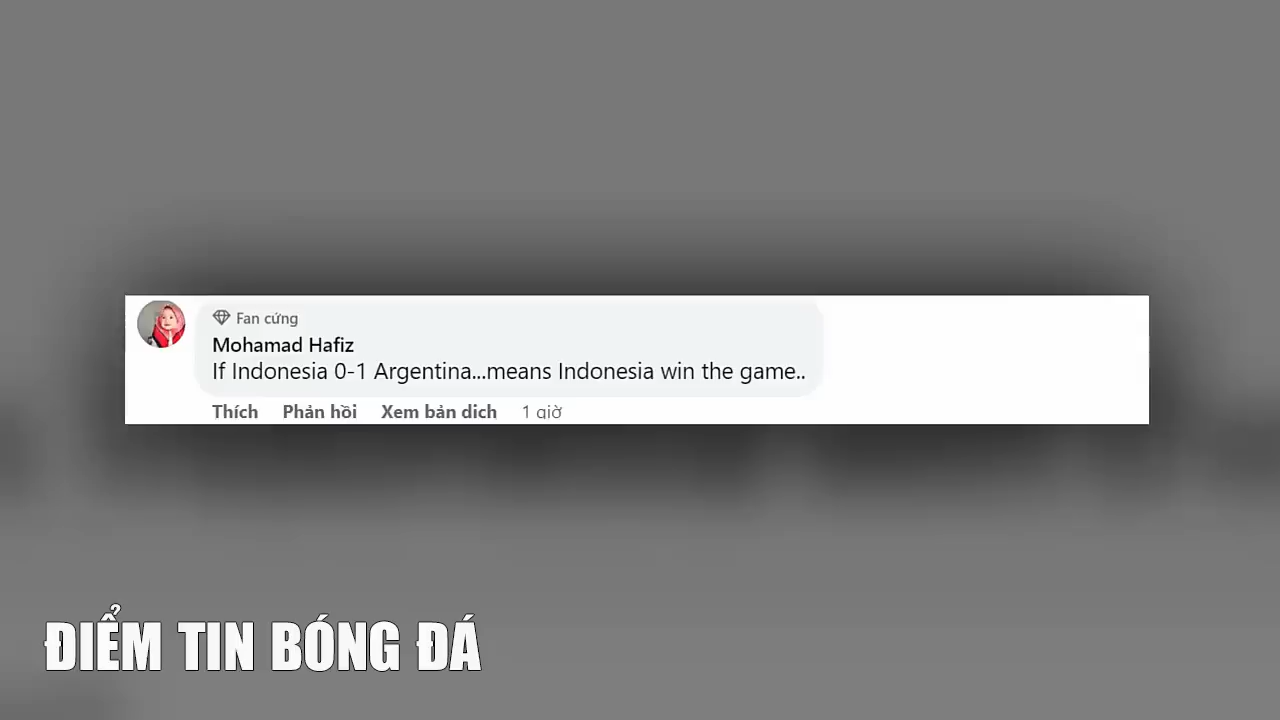 Fan cứng
Mohamad Hafiz
If Indonesia 0-1 Argentina...means Indonesia win the game..
Thích Phản hồi Xem bản dịch 1 giờ
ĐIỂM TIN BÓNG ĐÁ